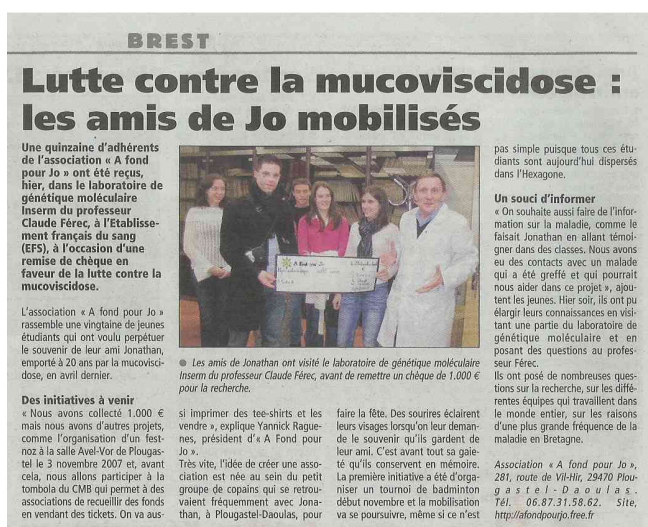 BREST
Lutte contre la mucoviscidose :
les amis de Jo mobilisés
Une quinzaine d'adhérents
de l'association « A fond
pour Jo » ont été reçus,
hier, dans le laboratoire de
génétique moléculaire
Inserm du professeur
Claude Férec, à l'Etablisse-
ment français du sang
(EFS), à l'occasion d'une
remise de chèque en
faveur de la lutte contre la
mucoviscidose.
L'association « A fond pour Jo »
rassemble une vingtaine de jeunes
étudiants qui ont voulu perpétuer
le souvenir de leur ami Jonathan,
emporté à 20 ans par la mucovisci-
dose, en avril dernier.
Des initiatives à venir
« Nous avons collecté 1.000 €
mais nous avons d'autres projets,
comme l'organisation d'un fest-
noz à la salle Avel-Vor de Plougas-
tel le 3 novembre 2007 et, avant
cela, nous allons participer à la
tombola du CMB qui permet à des
associations de recueillir des fonds
en vendant des tickets. On va aus-
A fond pour Jo
● Les amis de Jonathan ont visité le laboratoire de génétique moléculaire
Inserm du professeur Claude Férec, avant de remettre un chèque de 1.000 €
pour la recherche.
si imprimer des tee-shirts et les
vendre », explique Yannick Rague-
nes, président d'« A Fond pour
Jo ».
Très vite, l'idée de créer une asso-
ciation est née au sein du petit
groupe de copains qui se retrou-
vaient fréquemment avec Jona-
than, à Plougastel-Daoulas, pour
faire la fête. Des sourires éclairent
leurs visages lorsqu'on leur deman-
de le souvenir qu'ils gardent de
leur ami. C'est avant tout sa gaie-
té qu'ils conservent en mémoire.
La première initiative a été d'orga-
niser un tournoi de badminton
début novembre et la mobilisation
va se poursuivre, même si ce n'est
pas simple puisque tous ces étu-
diants sont aujourd'hui dispersés
dans l'Hexagone.
Un souci d'informer
« On souhaite aussi faire de l'infor-
mation sur la maladie, comme le
faisait Jonathan en allant témoi-
gner dans des classes. Nous avons
eu des contacts avec un malade
qui a été greffé et qui pourrait
nous aider dans ce projet », ajou-
tent les jeunes. Hier soir, ils ont pu
élargir leurs connaissances en visi-
tant une partie du laboratoire de
génétique moléculaire et en
posant des questions au profes-
seur Férec.
Ils ont posé de nombreuses ques-
tions sur la recherche, sur les diffé-
rentes équipes qui travaillent dans
le monde entier, sur les raisons
d'une plus grande fréquence de la
maladie en Bretagne.
Association « A fond pour Jo »,
281, route de Vil-Hir, 29470 Plou-
gastel-Daoulas.
Tél. 06.87.31.58.62. Site,
http://afondpourjo.free.fr